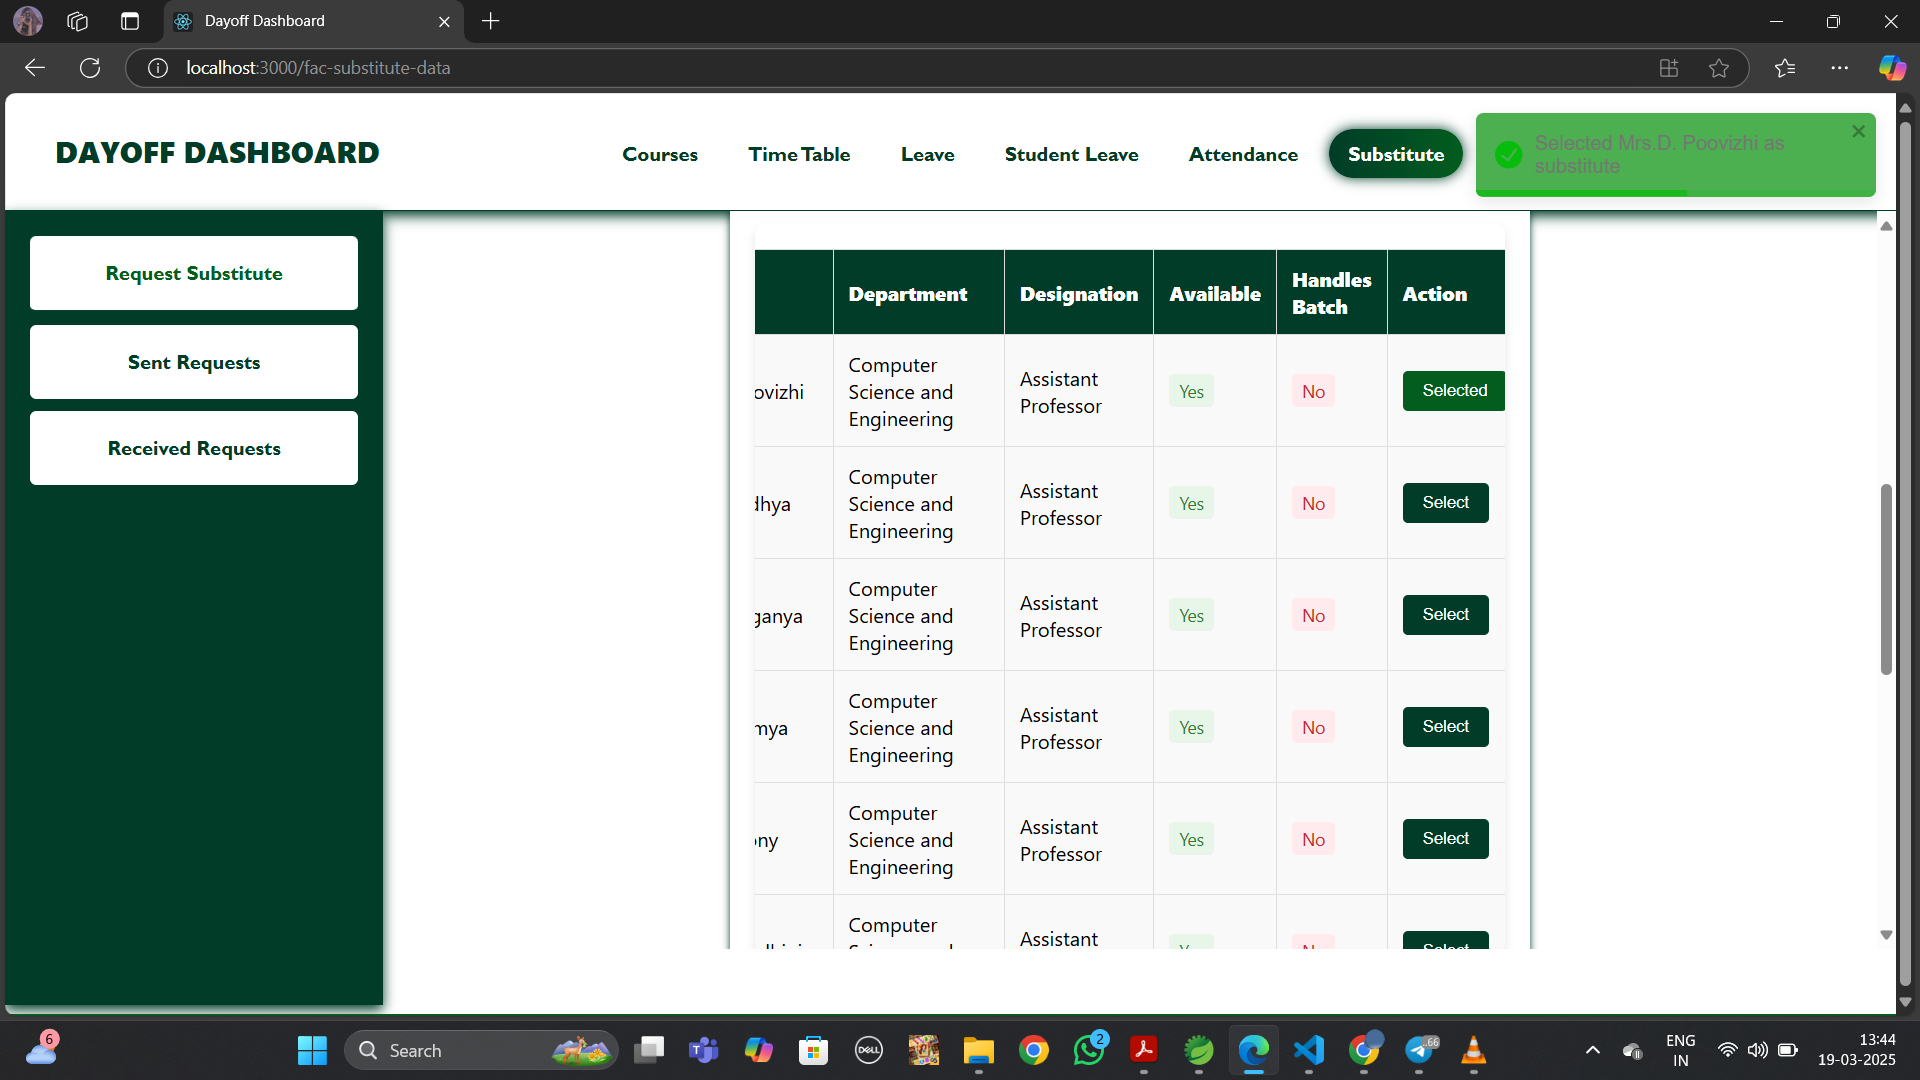 Dayoff Dashboard
localhost:3000/fac-substitute-data
DAYOFF DASHBOARD
Courses
Time Table
Leave
Student Leave
Attendance
Substitute
Selected Mrs.D. Poovizhi as
substitute
Request Substitute
Sent Requests
Received Requests
Department
Designation
Available
Handles
Batch
Action
ovizhi
Computer
Science and
Engineering
Assistant
Professor
Yes
No
Selected
dhya
Computer
Science and
Engineering
Assistant
Professor
Yes
No
Select
ganya
Computer
Science and
Engineering
Assistant
Professor
Yes
No
Select
mya
Computer
Science and
Engineering
Assistant
Professor
Yes
No
Select
ny
Computer
Science and
Engineering
Assistant
Professor
Yes
No
Select
Computer
Assistant
Select
6
Search
DELL
2
66
ENG
IN
13:44
19-03-2025